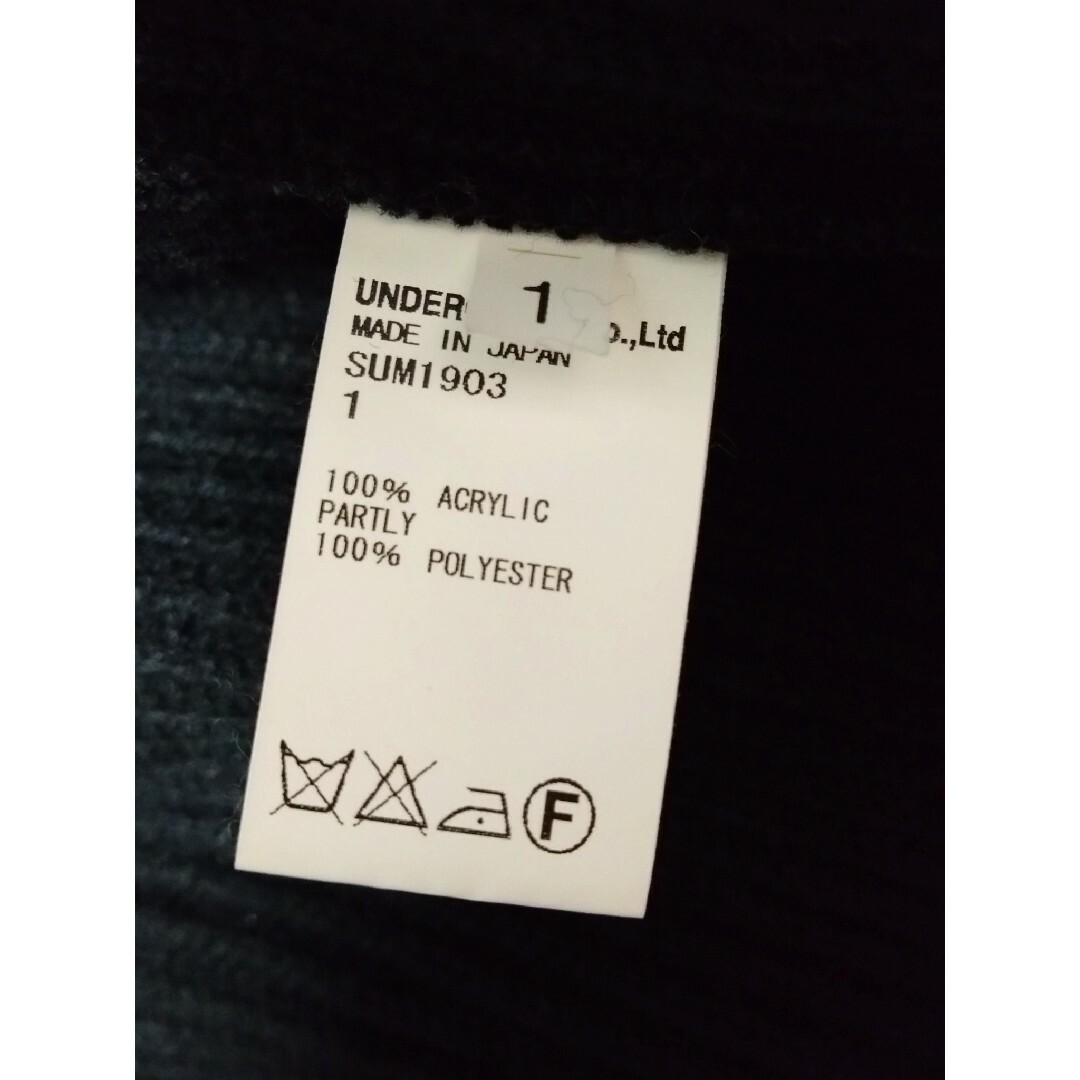 1
MADE IN JAPAN
SUM1903
1
100% ACRYLIC
PARTLY
100% POLYESTER
F